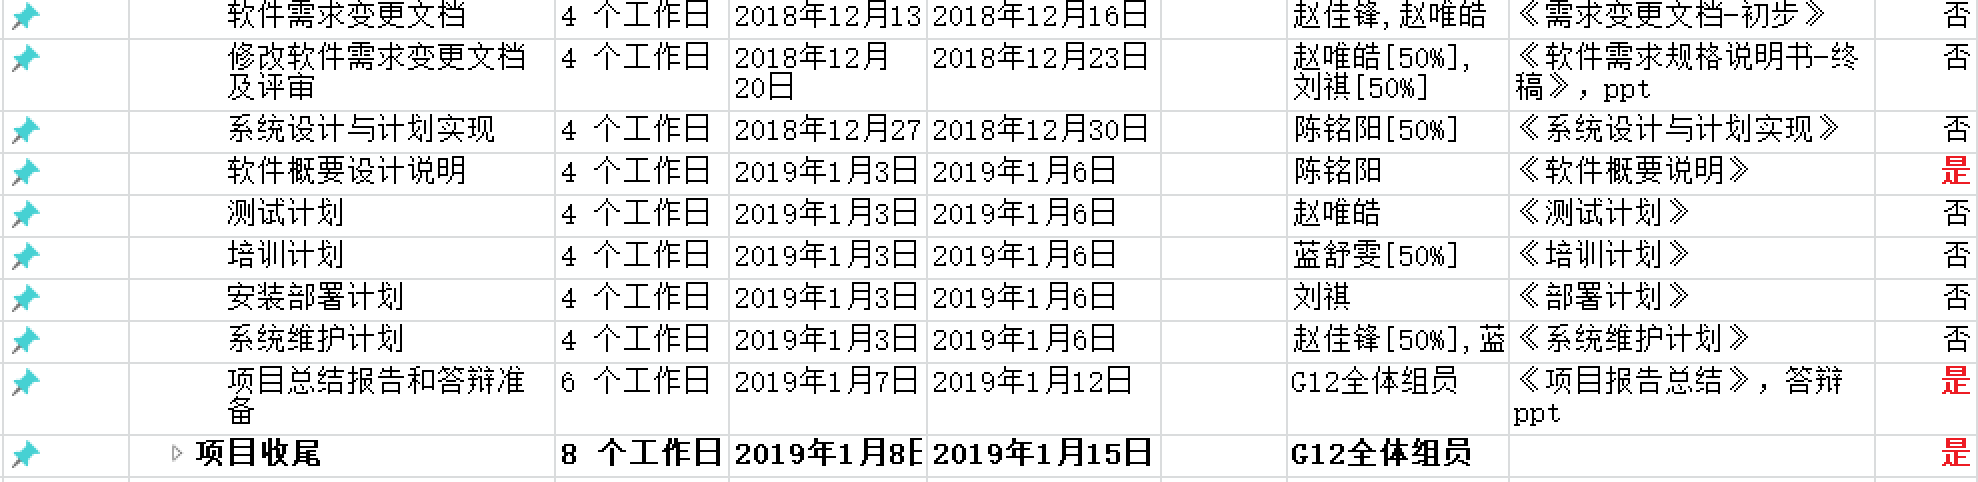 软件需求变更文档 4 个工作日 2018年12月13 2018年12月16日 赵佳锋,赵唯皓 《需求变更文档-初步》 否
修改软件需求变更文档 4 个工作日 2018年12月 2018年12月23日 赵唯皓[50%], 《软件需求规格说明书-终 否
及评审 20日 刘祺[50%] 稿》，ppt
系统设计与计划实现 4 个工作日 2018年12月27 2018年12月30日 陈铭阳[50%] 《系统设计与计划实现》 否
软件概要设计说明 4 个工作日 2019年1月3日 2019年1月6日 陈铭阳 《软件概要说明》 是
测试计划 4 个工作日 2019年1月3日 2019年1月6日 赵唯皓 《测试计划》 否
培训计划 4 个工作日 2019年1月3日 2019年1月6日 蓝舒雯[50%] 《培训计划》 否
安装部署计划 4 个工作日 2019年1月3日 2019年1月6日 刘祺 《部署计划》 否
系统维护计划 4 个工作日 2019年1月3日 2019年1月6日 赵佳锋[50%],蓝 《系统维护计划》 否
项目总结报告和答辩准 6 个工作日 2019年1月7日 2019年1月12日 G12全体组员 《项目报告总结》，答辩 是
备 ppt
项目收尾 8 个工作日 2019年1月8日 2019年1月15日 G12全体组员 是